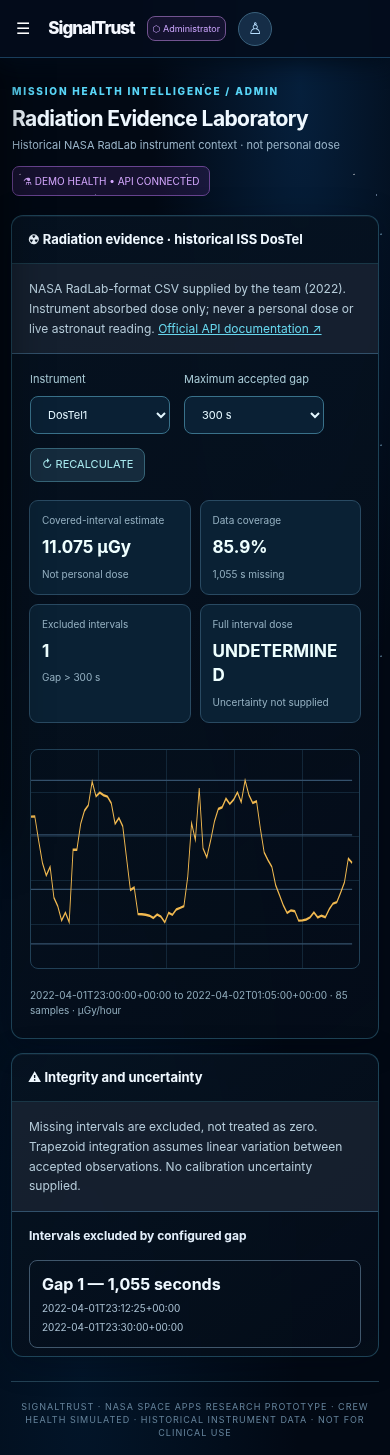 ☰ SignalTrust ⬡ Administrator ♙
MISSION HEALTH INTELLIGENCE / ADMIN
Radiation Evidence Laboratory
Historical NASA RadLab instrument context · not personal dose
⚗ DEMO HEALTH • API CONNECTED
☢ Radiation evidence · historical ISS DosTel
NASA RadLab-format CSV supplied by the team (2022).
Instrument absorbed dose only; never a personal dose or
live astronaut reading. Official API documentation ↗
Instrument Maximum accepted gap
DosTel1 300 s
↻ RECALCULATE
Covered-interval estimate
11.075 µGy
Not personal dose
Data coverage
85.9%
1,055 s missing
Excluded intervals
1
Gap > 300 s
Full interval dose
UNDETERMINE
D
Uncertainty not supplied
2022-04-01T23:00:00+00:00 to 2022-04-02T01:05:00+00:00 · 85
samples · µGy/hour
⚠ Integrity and uncertainty
Missing intervals are excluded, not treated as zero.
Trapezoid integration assumes linear variation between
accepted observations. No calibration uncertainty
supplied.
Intervals excluded by configured gap
Gap 1 — 1,055 seconds
2022-04-01T23:12:25+00:00
2022-04-01T23:30:00+00:00
SIGNALTRUST · NASA SPACE APPS RESEARCH PROTOTYPE · CREW
HEALTH SIMULATED · HISTORICAL INSTRUMENT DATA · NOT FOR
CLINICAL USE